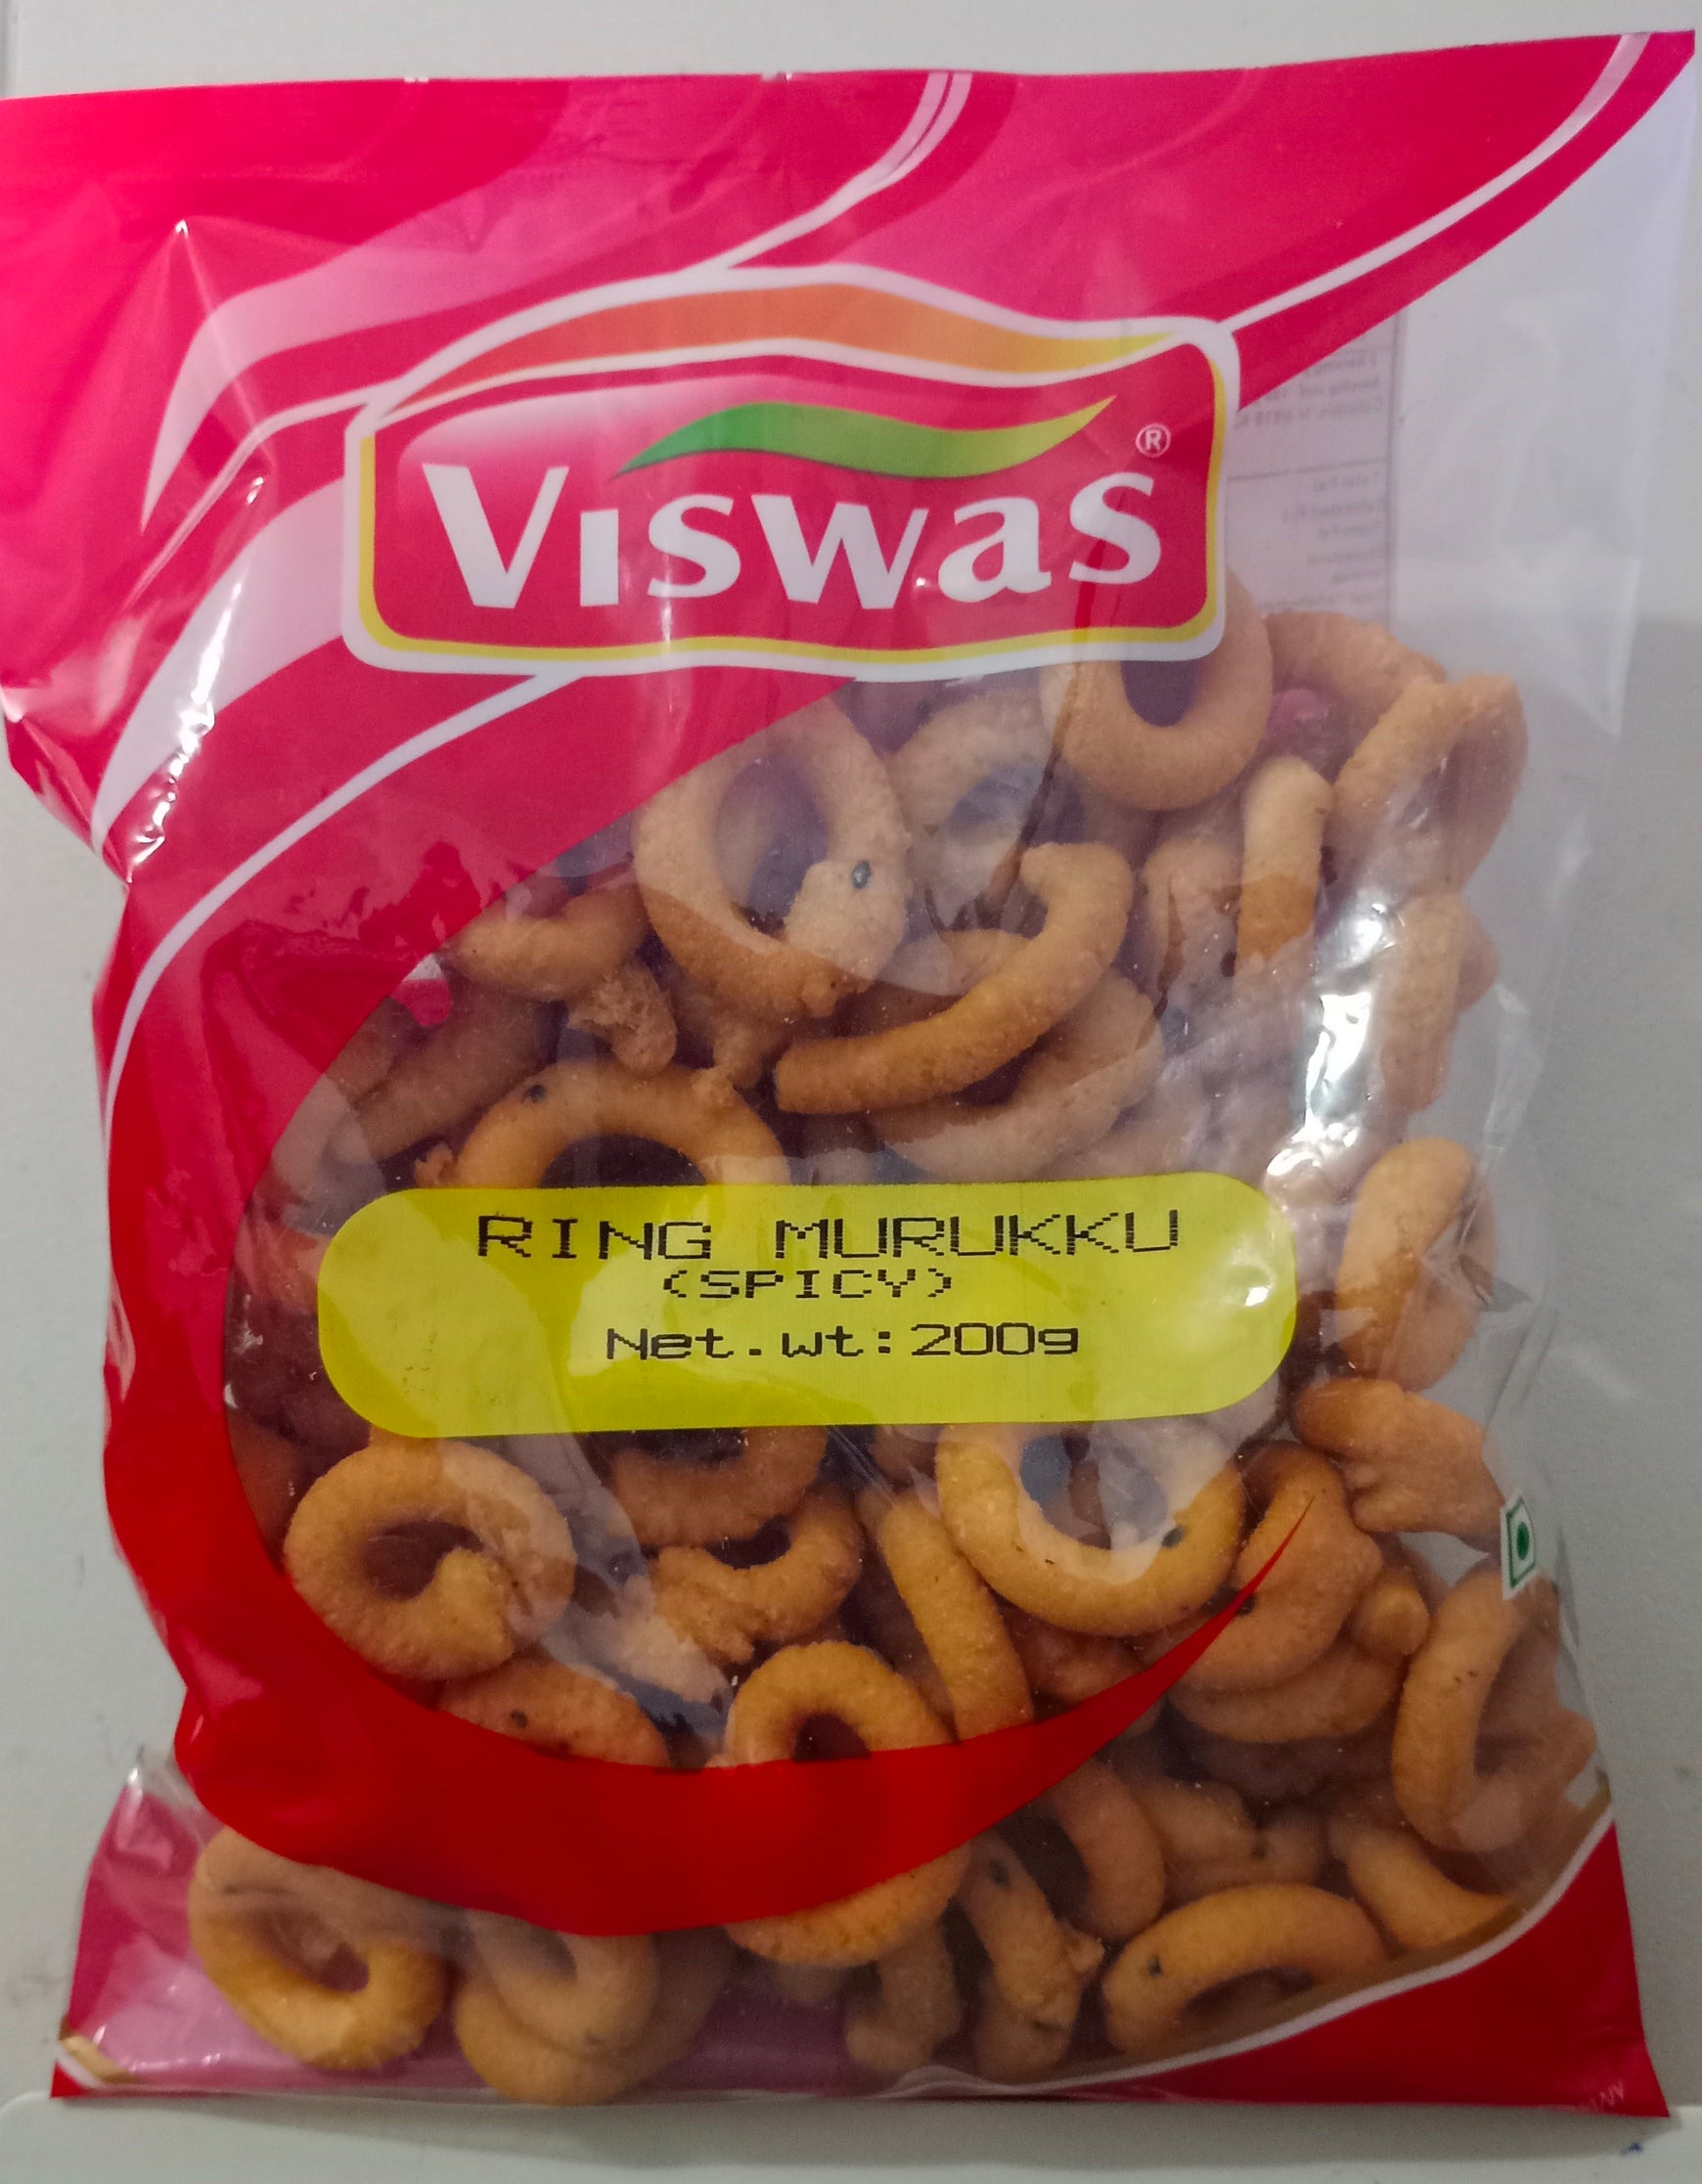 VISWAS ®
RING MURUKKU
(SPICY)
Net.wt:200g